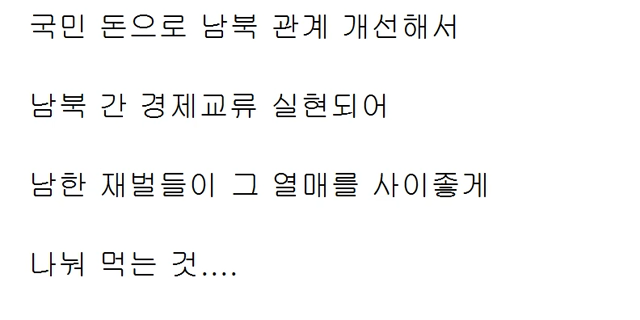 국민 돈으로 남북 관계 개선해서
남북 간 경제교류 실현되어
남한 재벌들이 그 열매를 사이좋게
나눠 먹는 것....